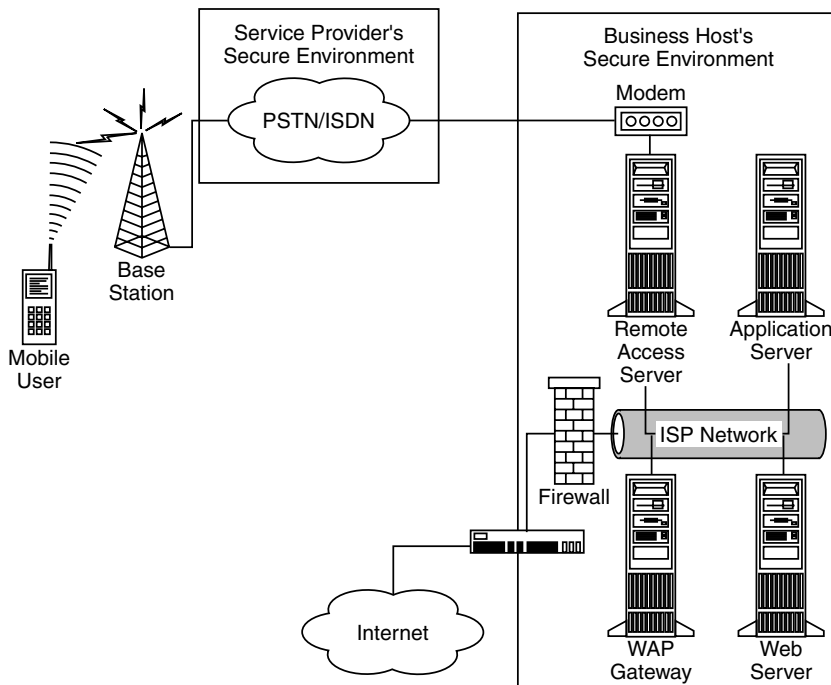 Service Provider's
Secure Environment
Business Host's
Secure Environment
PSTN/ISDN
Modem
Base
Station
Mobile
User
Remote
Access
Server
Application
Server
ISP Network
Firewall
Internet
WAP
Gateway
Web
Server